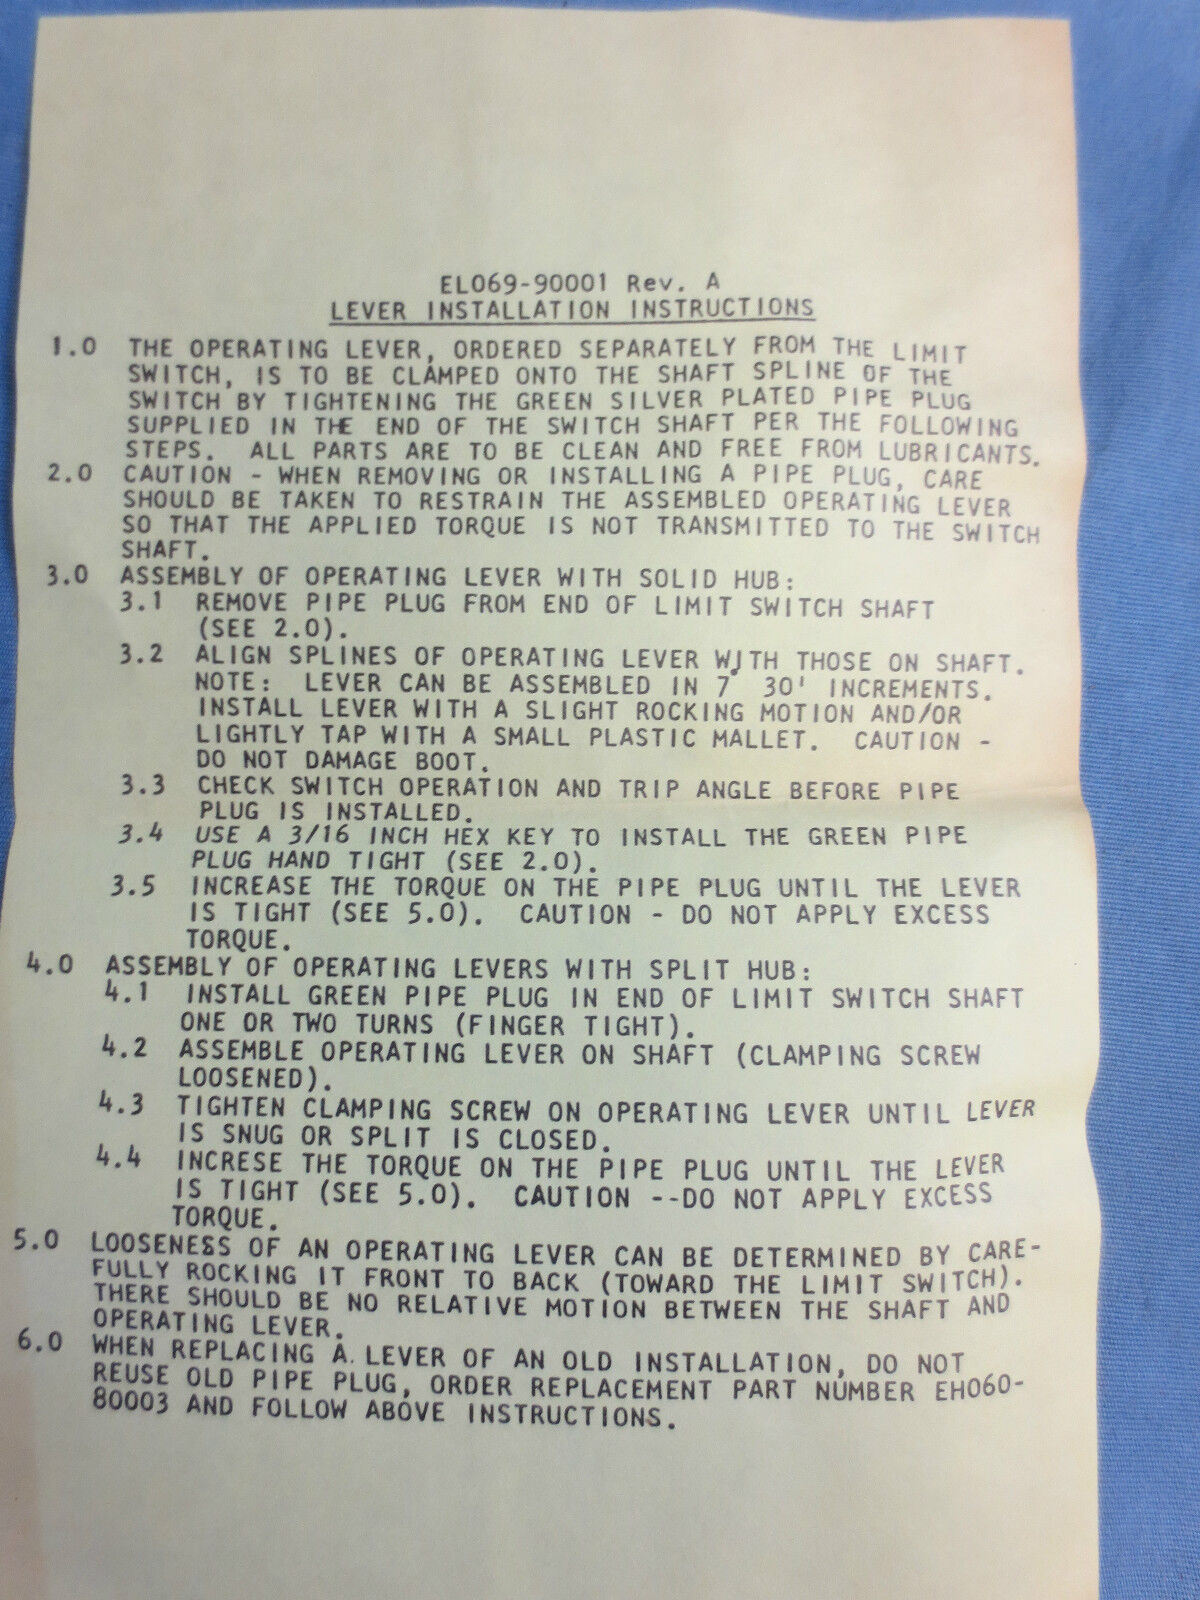 EL069-90001 Rev. A
LEVER INSTALLATION INSTRUCTIONS
1.0 THE OPERATING LEVER, ORDERED SEPARATELY FROM THE LIMIT
SWITCH, IS TO BE CLAMPED ONTO THE SHAFT SPLINE OF THE
SWITCH BY TIGHTENING THE GREEN SILVER PLATED PIPE PLUG
SUPPLIED IN THE END OF THE SWITCH SHAFT PER THE FOLLOWING
STEPS. ALL PARTS ARE TO BE CLEAN AND FREE FROM LUBRICANTS.
2.0 CAUTION - WHEN REMOVING OR INSTALLING A PIPE PLUG, CARE
SHOULD BE TAKEN TO RESTRAIN THE ASSEMBLED OPERATING LEVER
SO THAT THE APPLIED TORQUE IS NOT TRANSMITTED TO THE SWITCH
SHAFT.
3.0 ASSEMBLY OF OPERATING LEVER WITH SOLID HUB:
3.1 REMOVE PIPE PLUG FROM END OF LIMIT SWITCH SHAFT
(SEE 2.0).
3.2 ALIGN SPLINES OF OPERATING LEVER WITH THOSE ON SHAFT.
NOTE: LEVER CAN BE ASSEMBLED IN 7° 30' INCREMENTS.
INSTALL LEVER WITH A SLIGHT ROCKING MOTION AND/OR
LIGHTLY TAP WITH A SMALL PLASTIC MALLET. CAUTION -
DO NOT DAMAGE BOOT.
3.3 CHECK SWITCH OPERATION AND TRIP ANGLE BEFORE PIPE
PLUG IS INSTALLED.
3.4 USE A 3/16 INCH HEX KEY TO INSTALL THE GREEN PIPE
PLUG HAND TIGHT (SEE 2.0).
3.5 INCREASE THE TORQUE ON THE PIPE PLUG UNTIL THE LEVER
IS TIGHT (SEE 5.0). CAUTION - DO NOT APPLY EXCESS
TORQUE.
4.0 ASSEMBLY OF OPERATING LEVERS WITH SPLIT HUB:
4.1 INSTALL GREEN PIPE PLUG IN END OF LIMIT SWITCH SHAFT
ONE OR TWO TURNS (FINGER TIGHT).
4.2 ASSEMBLE OPERATING LEVER ON SHAFT (CLAMPING SCREW
LOOSENED).
4.3 TIGHTEN CLAMPING SCREW ON OPERATING LEVER UNTIL LEVER
IS SNUG OR SPLIT IS CLOSED.
4.4 INCRESE THE TORQUE ON THE PIPE PLUG UNTIL THE LEVER
IS TIGHT (SEE 5.0). CAUTION --DO NOT APPLY EXCESS
TORQUE.
5.0 LOOSENESS OF AN OPERATING LEVER CAN BE DETERMINED BY CARE-
FULLY ROCKING IT FRONT TO BACK (TOWARD THE LIMIT SWITCH).
THERE SHOULD BE NO RELATIVE MOTION BETWEEN THE SHAFT AND
OPERATING LEVER.
6.0 WHEN REPLACING A LEVER OF AN OLD INSTALLATION, DO NOT
REUSE OLD PIPE PLUG, ORDER REPLACEMENT PART NUMBER EH060-
80003 AND FOLLOW ABOVE INSTRUCTIONS.